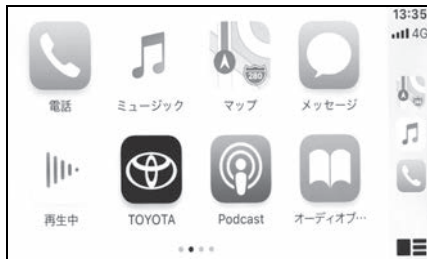 13:35
4G
280
電話
ミュージック
マップ
メッセージ
再生中
TOYOTA
Podcast
オーディオブ…